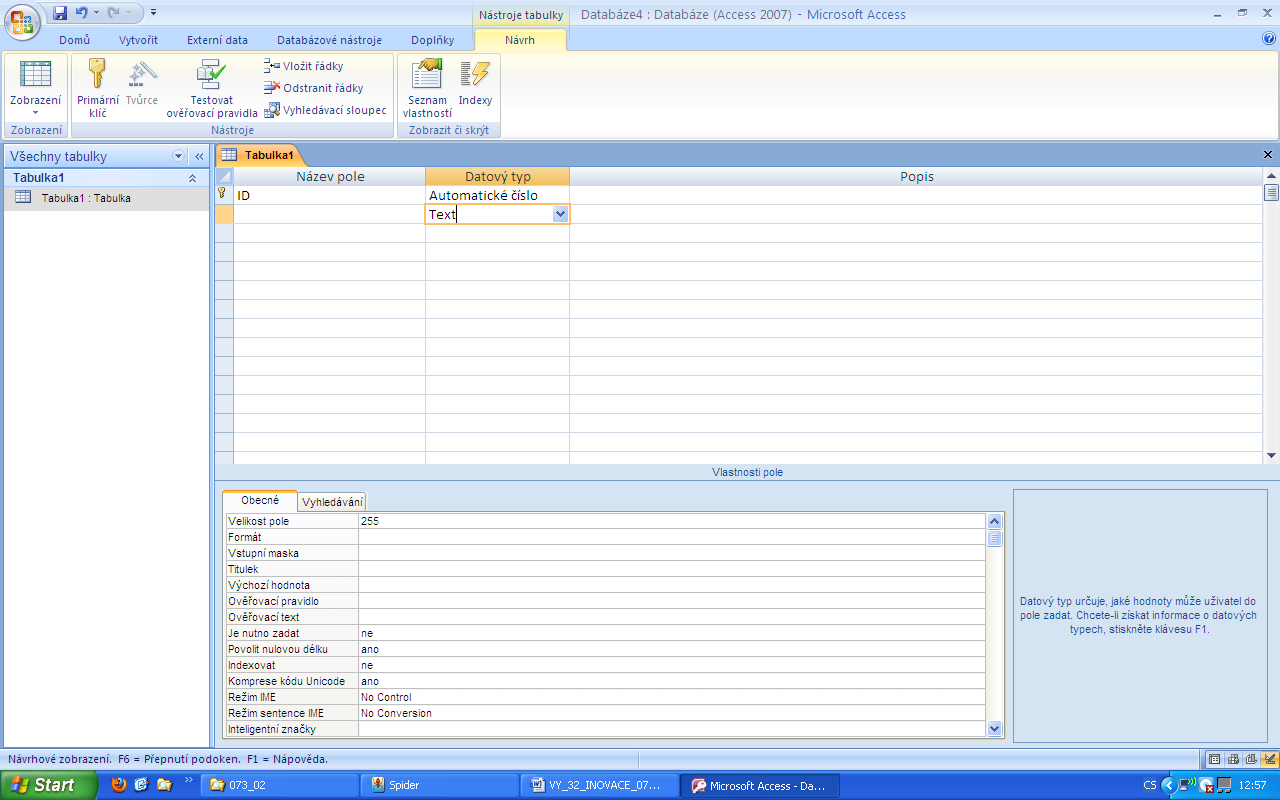 Nástroje tabulky
Databáze4 : Databáze (Access 2007) - Microsoft Access
Domů
Vytvořit
Externí data
Databázové nástroje
Doplňky
Návrh
Zobrazení
Primární klíč
Tvůrce
Testovat ověřovací pravidla
Vložit řádky
Odstranit řádky
Vyhledávací sloupec
Seznam vlastností
Indexy
Zobrazení
Nástroje
Zobrazit či skrýt
Všechny tabulky
Tabulka1
Tabulka1 : Tabulka
Tabulka1
Název pole
Datový typ
Popis
ID
Automatické číslo
Text
Vlastnosti pole
Obecné
Vyhledávání
Velikost pole 255
Formát
Vstupní maska
Titulek
Výchozí hodnota
Ověřovací pravidlo
Ověřovací text
Je nutno zadat ne
Povolit nulovou délku ano
Indexovat ne
Komprese kódu Unicode ano
Režim IME No Control
Režim sentence IME No Conversion
Inteligentní značky
Datový typ určuje, jaké hodnoty může uživatel do
pole zadat. Chcete-li získat informace o datových
typech, stiskněte klávesu F1.
Návrhové zobrazení. F6 = Přepnutí podoken. F1 = Nápověda.
Start
073_02
Spider
VY_32_INOVACE_07...
Microsoft Access - Da...
CS
12:57